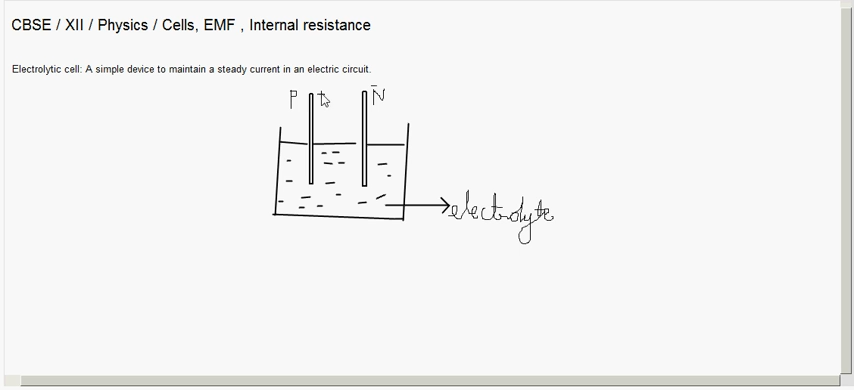 CBSE / XII / Physics / Cells, EMF , Internal resistance
Electrolytic cell: A simple device to maintain a steady current in an electric circuit.
P + N̄
electrolyte